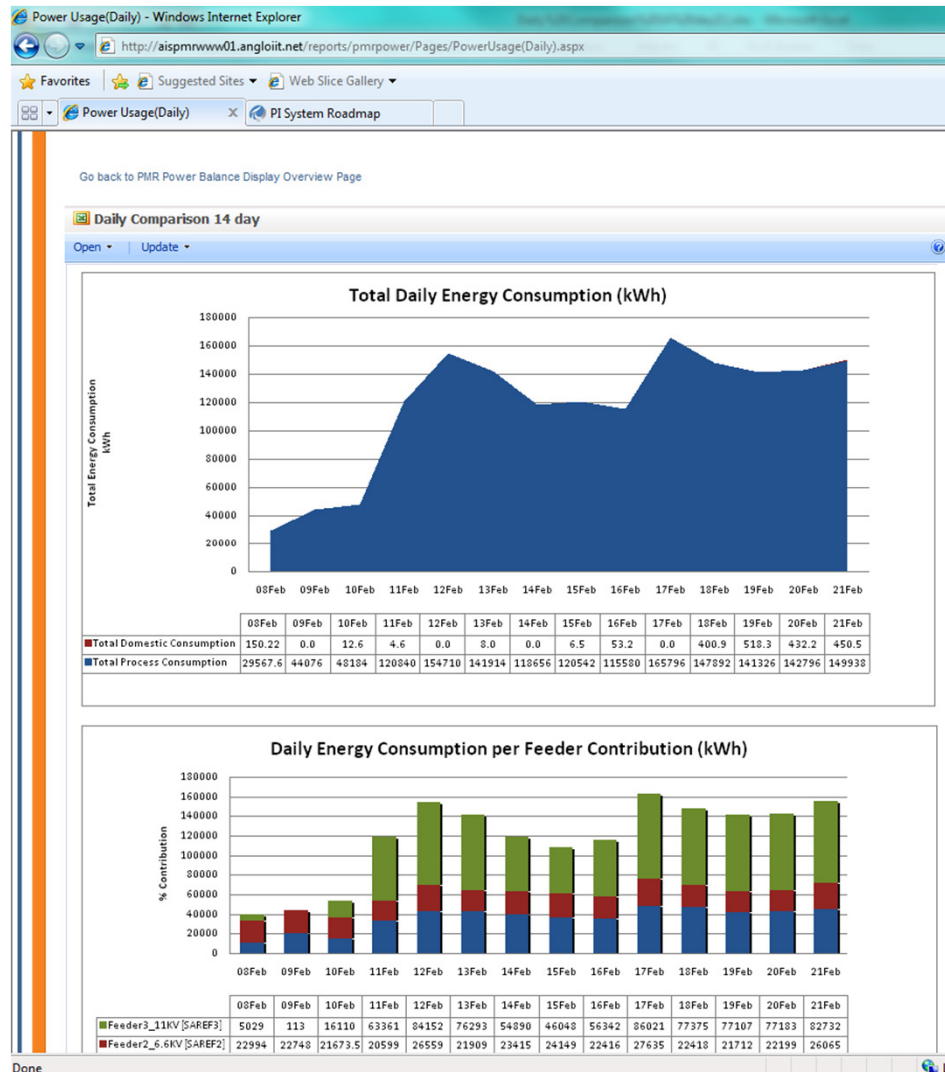 Power Usage(Daily) - Windows Internet Explorer
http://aispmrwww01.angloiit.net/reports/pmrpower/Pages/PowerUsage(Daily).aspx
Favorites Suggested Sites Web Slice Gallery
Power Usage(Daily) x PI System Roadmap
Go back to PMR Power Balance Display Overview Page
Daily Comparison 14 day
Open Update
Total Daily Energy Consumption (kWh)
Total Energy Consumption
kWh
180000
160000
140000
120000
100000
80000
60000
40000
20000
0
08Feb 09Feb 10Feb 11Feb 12Feb 13Feb 14Feb 15Feb 16Feb 17Feb 18Feb 19Feb 20Feb 21Feb
08Feb 09Feb 10Feb 11Feb 12Feb 13Feb 14Feb 15Feb 16Feb 17Feb 18Feb 19Feb 20Feb 21Feb
Total Domestic Consumption 150.22 0.0 12.6 4.6 0.0 8.0 0.0 6.5 53.2 0.0 400.9 518.3 432.2 450.5
Total Process Consumption 29567.6 44076 48184 120840 154710 141914 118656 120542 115580 165796 147892 141326 142796 149938
Daily Energy Consumption per Feeder Contribution (kWh)
% Contribution
180000
160000
140000
120000
100000
80000
60000
40000
20000
0
08Feb 09Feb 10Feb 11Feb 12Feb 13Feb 14Feb 15Feb 16Feb 17Feb 18Feb 19Feb 20Feb 21Feb
08Feb 09Feb 10Feb 11Feb 12Feb 13Feb 14Feb 15Feb 16Feb 17Feb 18Feb 19Feb 20Feb 21Feb
Feeder3_11KV [SAREF3] 5029 113 16110 63361 84152 76293 54890 46048 56342 86021 77375 77107 77183 82732
Feeder2_6.6KV [SAREF2] 22994 22748 21673.5 20599 26559 21909 23415 24149 22416 27635 22418 21712 22199 26065
Done